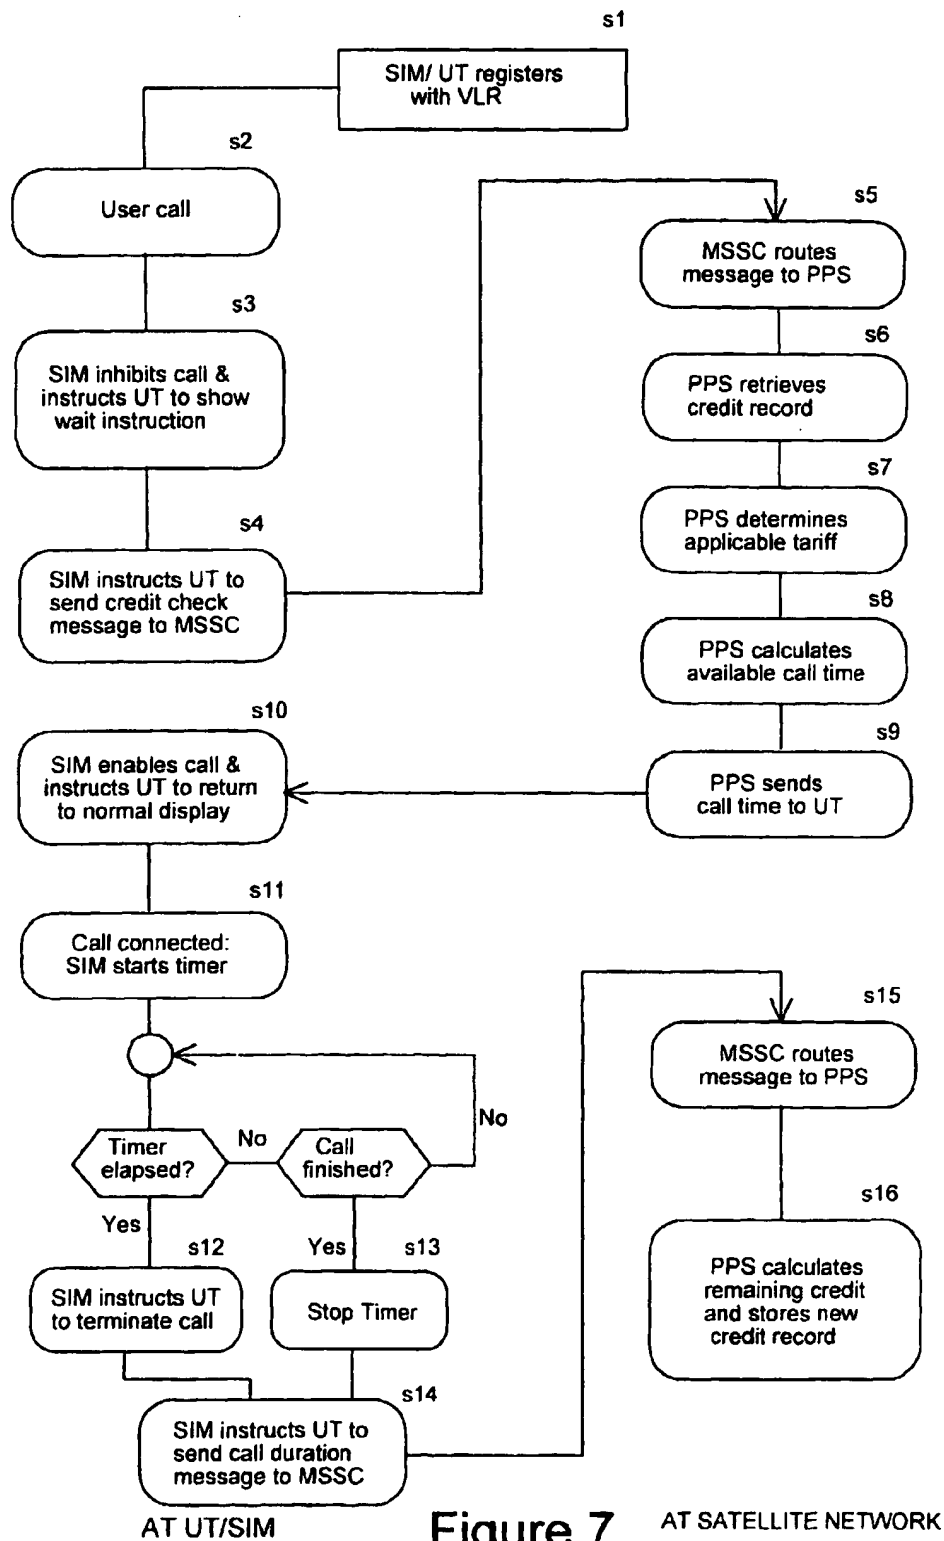 s1
SIM/ UT registers
with VLR
s2
User call
s3
SIM inhibits call &
instructs UT to show
wait instruction
s4
SIM instructs UT to
send credit check
message to MSSC
s5
MSSC routes
message to PPS
s6
PPS retrieves
credit record
s7
PPS determines
applicable tariff
s8
PPS calculates
available call time
s9
PPS sends
call time to UT
s10
SIM enables call &
instructs UT to return
to normal display
s11
Call connected:
SIM starts timer
Timer
elapsed?
No
Call
finished?
No
Yes
s12
SIM instructs UT
to terminate call
Yes
s13
Stop Timer
s14
SIM instructs UT to
send call duration
message to MSSC
s15
MSSC routes
message to PPS
s16
PPS calculates
remaining credit
and stores new
credit record
AT UT/SIM
Figure 7
AT SATELLITE NETWORK